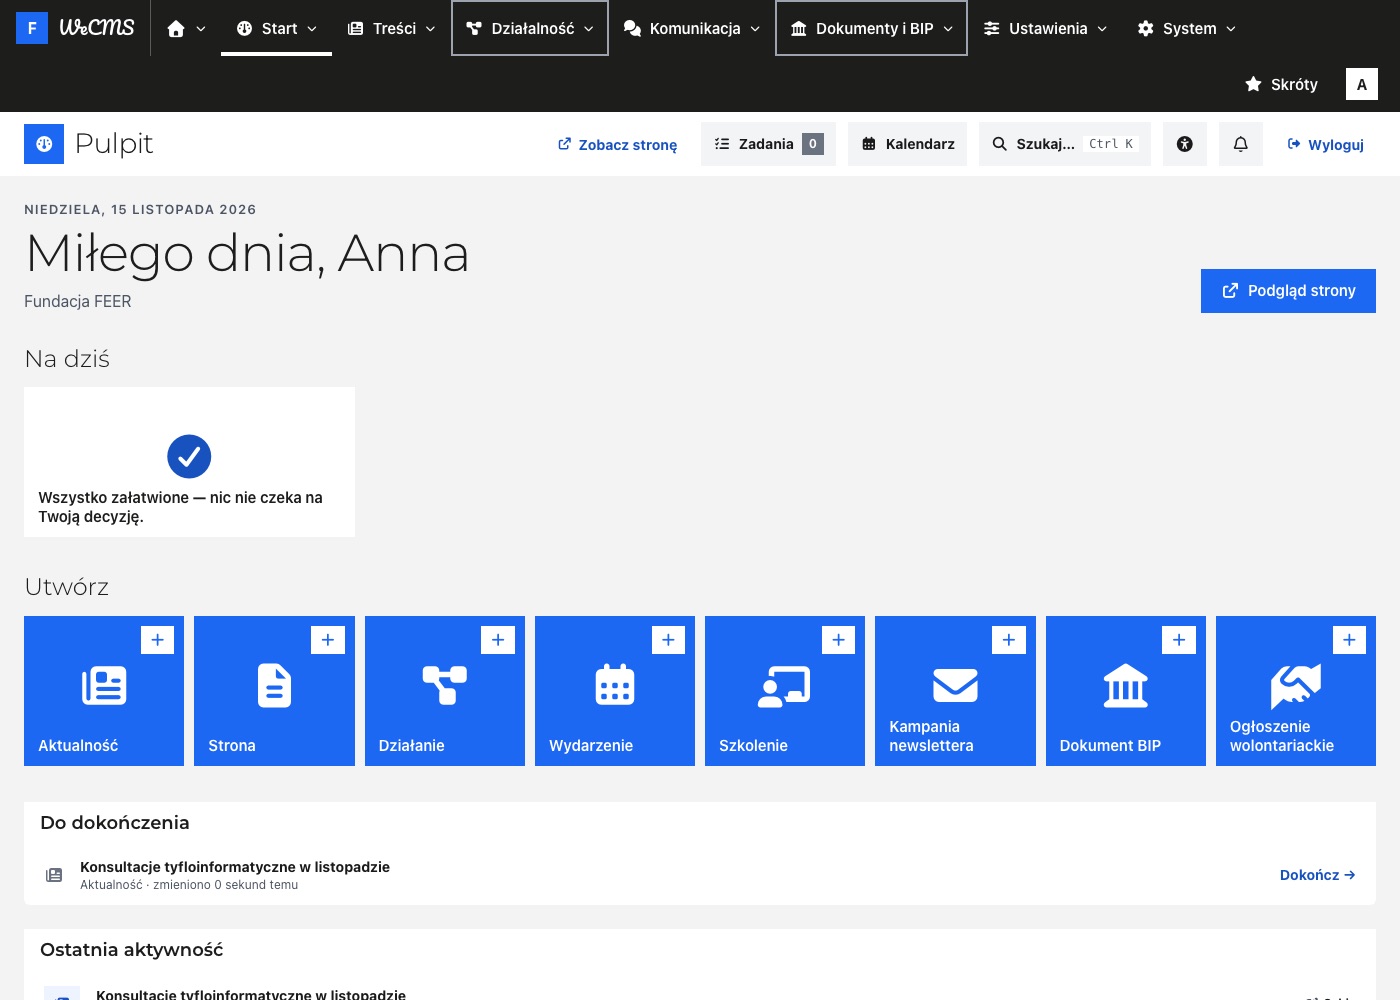 F WeCMS Start Treści Działalność Komunikacja Dokumenty i BIP Ustawienia System
Skróty A
Pulpit Zobacz stronę Zadania 0 Kalendarz Szukaj... Ctrl K Wyloguj
NIEDZIELA, 15 LISTOPADA 2026
Miłego dnia, Anna
Fundacja FEER
Podgląd strony
Na dziś
Wszystko załatwione — nic nie czeka na
Twoją decyzję.
Utwórz
Aktualność
Strona
Działanie
Wydarzenie
Szkolenie
Kampania
newslettera
Dokument BIP
Ogłoszenie
wolontariackie
Do dokończenia
Konsultacje tyfloinformatyczne w listopadzie
Aktualność · zmieniono 0 sekund temu
Dokończ →
Ostatnia aktywność
Konsultacje tyfloinformatyczne w listopadzie